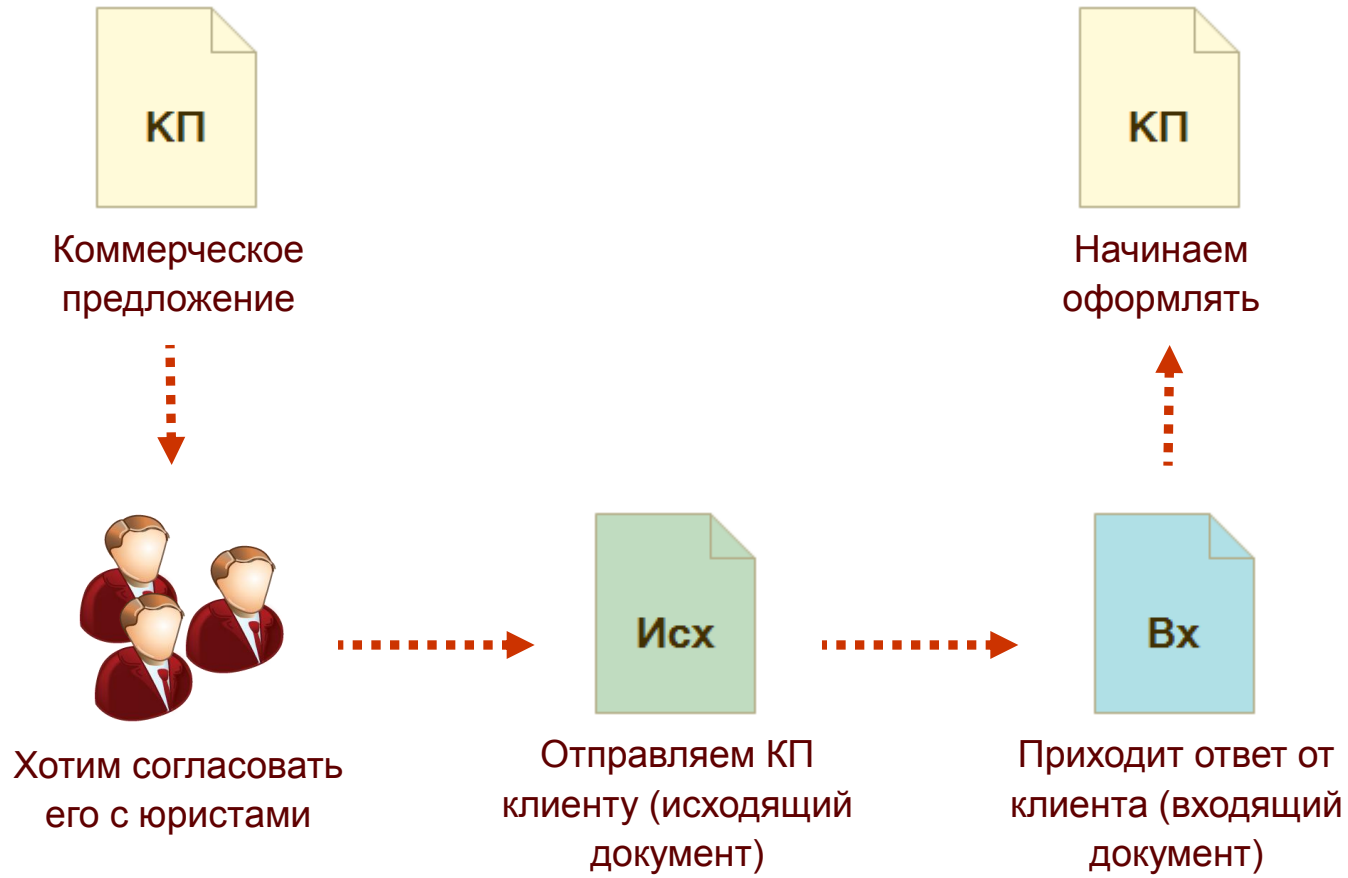 КП
Коммерческое
предложение
Хотим согласовать
его с юристами
Исх
Отправляем КП
клиенту (исходящий
документ)
Вх
Приходит ответ от
клиента (входящий
документ)
КП
Начинаем
оформлять